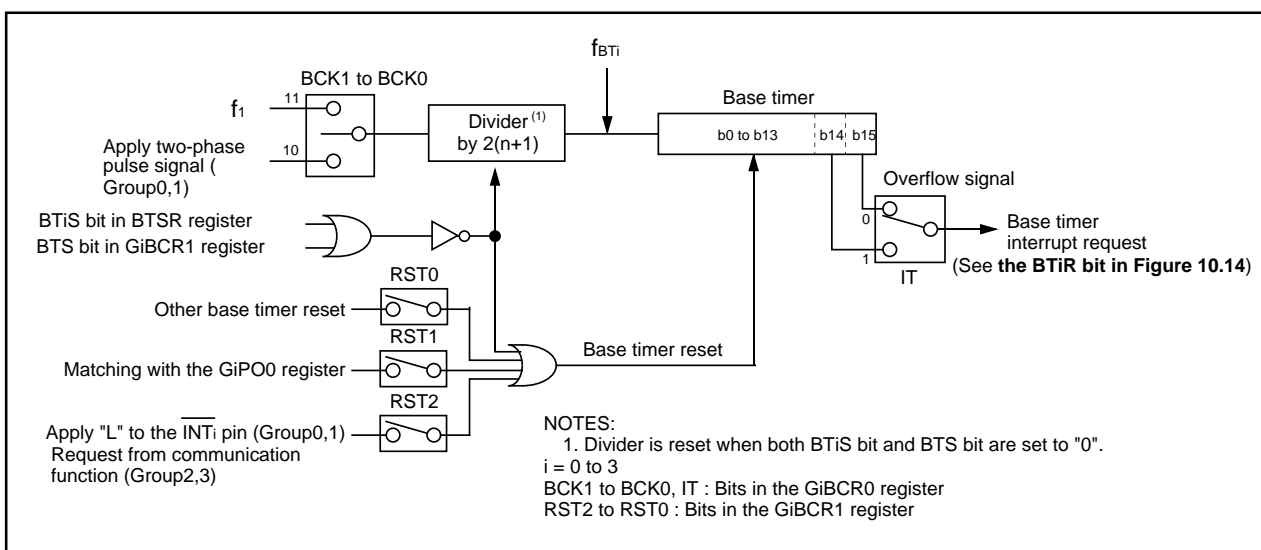 fBTi
BCK1 to BCK0
11
f1
10
Apply two-phase
pulse signal (
Group0,1)
Divider (1)
by 2(n+1)
Base timer
b0 to b13
b14
b15
Overflow signal
0
1
IT
Base timer
interrupt request
(See the BTiR bit in Figure 10.14)
BTiS bit in BTSR register
BTS bit in GiBCR1 register
RST0
Other base timer reset
RST1
Matching with the GiPO0 register
RST2
Apply "L" to the INTi pin (Group0,1)
Request from communication
function (Group2,3)
Base timer reset
NOTES:
1. Divider is reset when both BTiS bit and BTS bit are set to "0".
i = 0 to 3
BCK1 to BCK0, IT : Bits in the GiBCR0 register
RST2 to RST0 : Bits in the GiBCR1 register